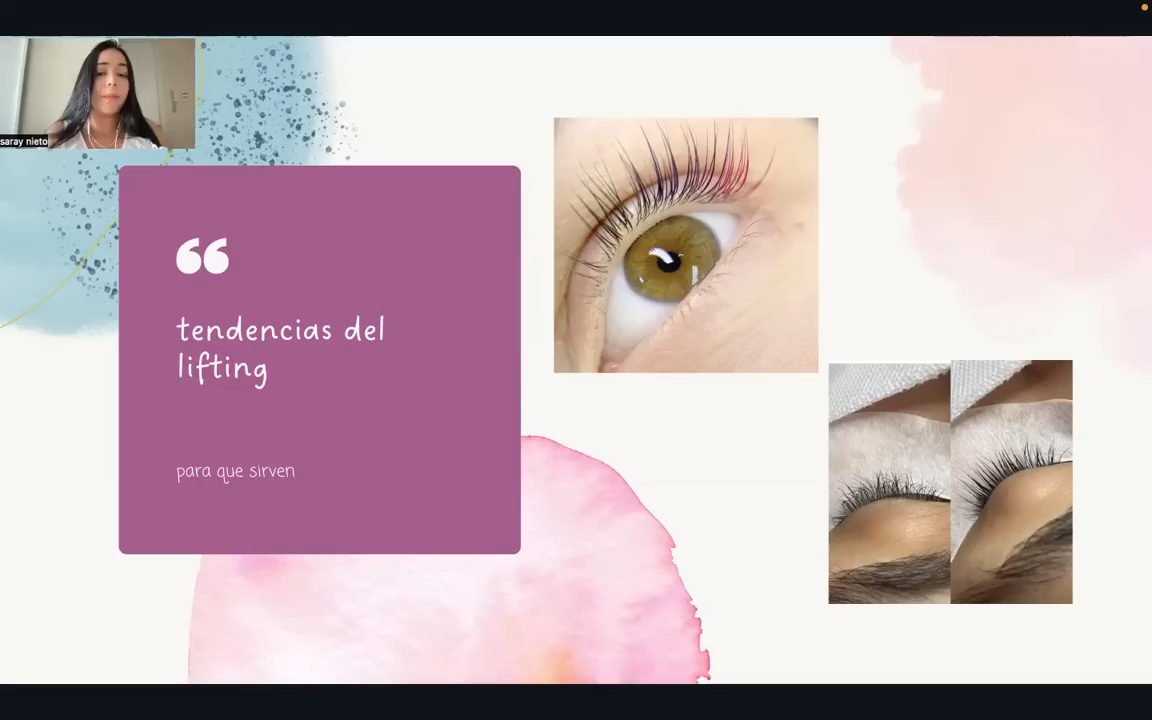 saray nieto
“
tendencias del
lifting
para que sirven